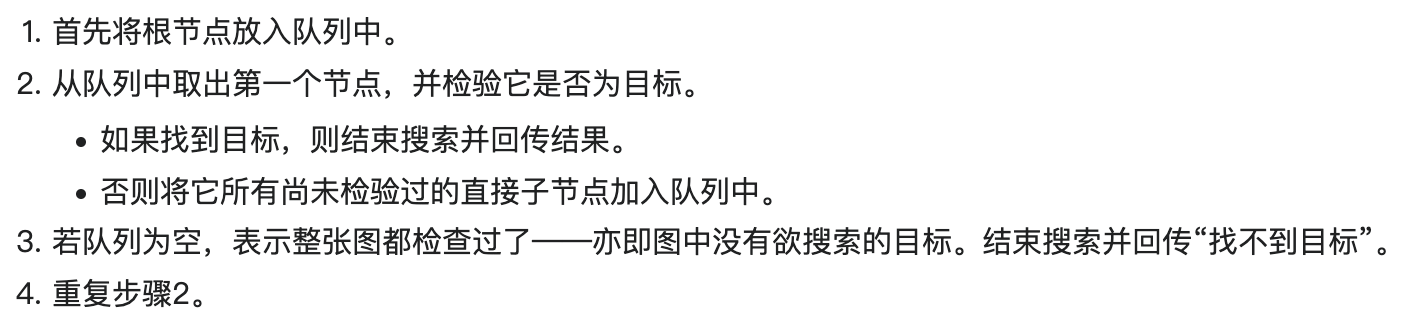 1. 首先将根节点放入队列中。
2. 从队列中取出第一个节点，并检验它是否为目标。
• 如果找到目标，则结束搜索并回传结果。
• 否则将它所有尚未检验过的直接子节点加入队列中。
3. 若队列为空，表示整张图都检查过了——亦即图中没有欲搜索的目标。结束搜索并回传“找不到目标”。
4. 重复步骤2。